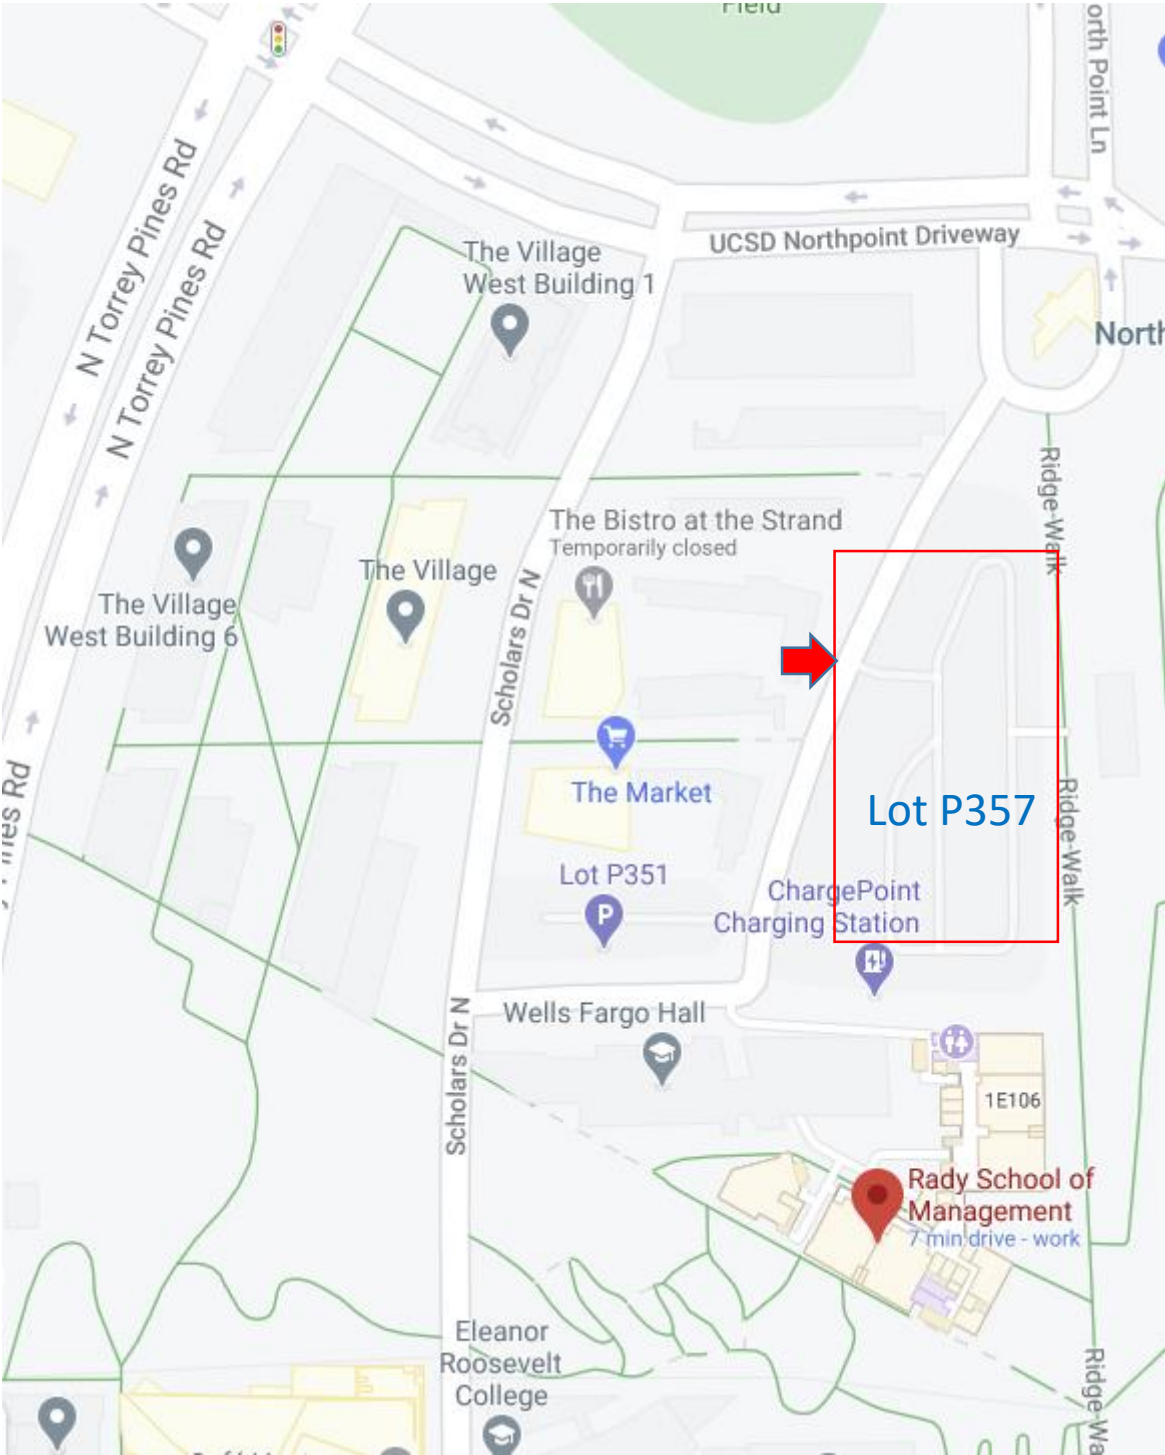 Field
orth Point Ln
N Torrey Pines Rd
N Torrey Pines Rd
UCSD Northpoint Driveway
The Village
West Building 1
North
Ridge-Walk
The Bistro at the Strand
Temporarily closed
The Village
The Village
West Building 6
Scholars Dr N
The Market
Lot P357
Ridge-Walk
Pines Rd
Lot P351
P
ChargePoint
Charging Station
Wells Fargo Hall
Scholars Dr N
1E106
Rady School of
Management
7 min drive - work
Eleanor
Roosevelt
College
Ridge-Wa